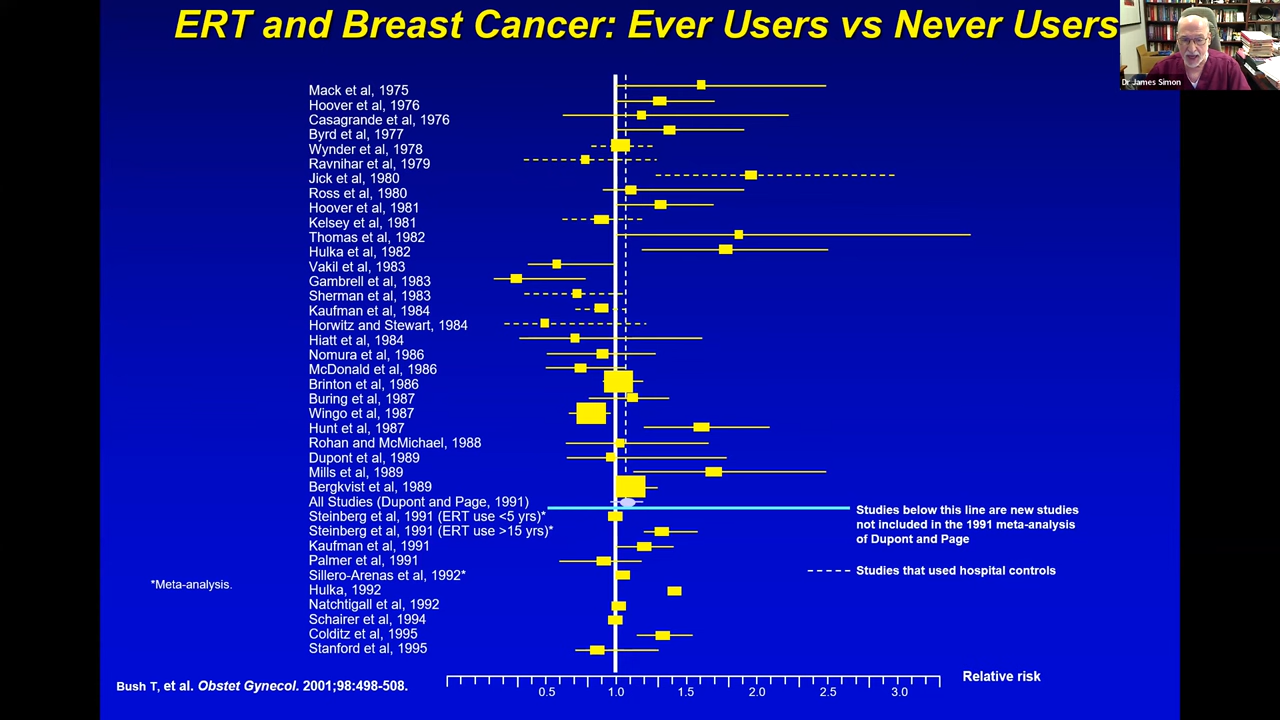 ERT and Breast Cancer: Ever Users vs Never Users
Dr James Simon
Mack et al, 1975
Hoover et al, 1976
Casagrande et al, 1976
Byrd et al, 1977
Wynder et al, 1978
Ravnihar et al, 1979
Jick et al, 1980
Ross et al, 1980
Hoover et al, 1981
Kelsey et al, 1981
Thomas et al, 1982
Hulka et al, 1982
Vakil et al, 1983
Gambrell et al, 1983
Sherman et al, 1983
Kaufman et al, 1984
Horwitz and Stewart, 1984
Hiatt et al, 1984
Nomura et al, 1986
McDonald et al, 1986
Brinton et al, 1986
Buring et al, 1987
Wingo et al, 1987
Hunt et al, 1987
Rohan and McMichael, 1988
Dupont et al, 1989
Mills et al, 1989
Bergkvist et al, 1989
All Studies (Dupont and Page, 1991)
Steinberg et al, 1991 (ERT use <5 yrs)*
Steinberg et al, 1991 (ERT use >15 yrs)*
Kaufman et al, 1991
Palmer et al, 1991
Sillero-Arenas et al, 1992*
Hulka, 1992
Natchtigall et al, 1992
Schairer et al, 1994
Colditz et al, 1995
Stanford et al, 1995
Studies below this line are new studies
not included in the 1991 meta-analysis
of Dupont and Page
Studies that used hospital controls
*Meta-analysis.
0.5 1.0 1.5 2.0 2.5 3.0
Relative risk
Bush T, et al. Obstet Gynecol. 2001;98:498-508.